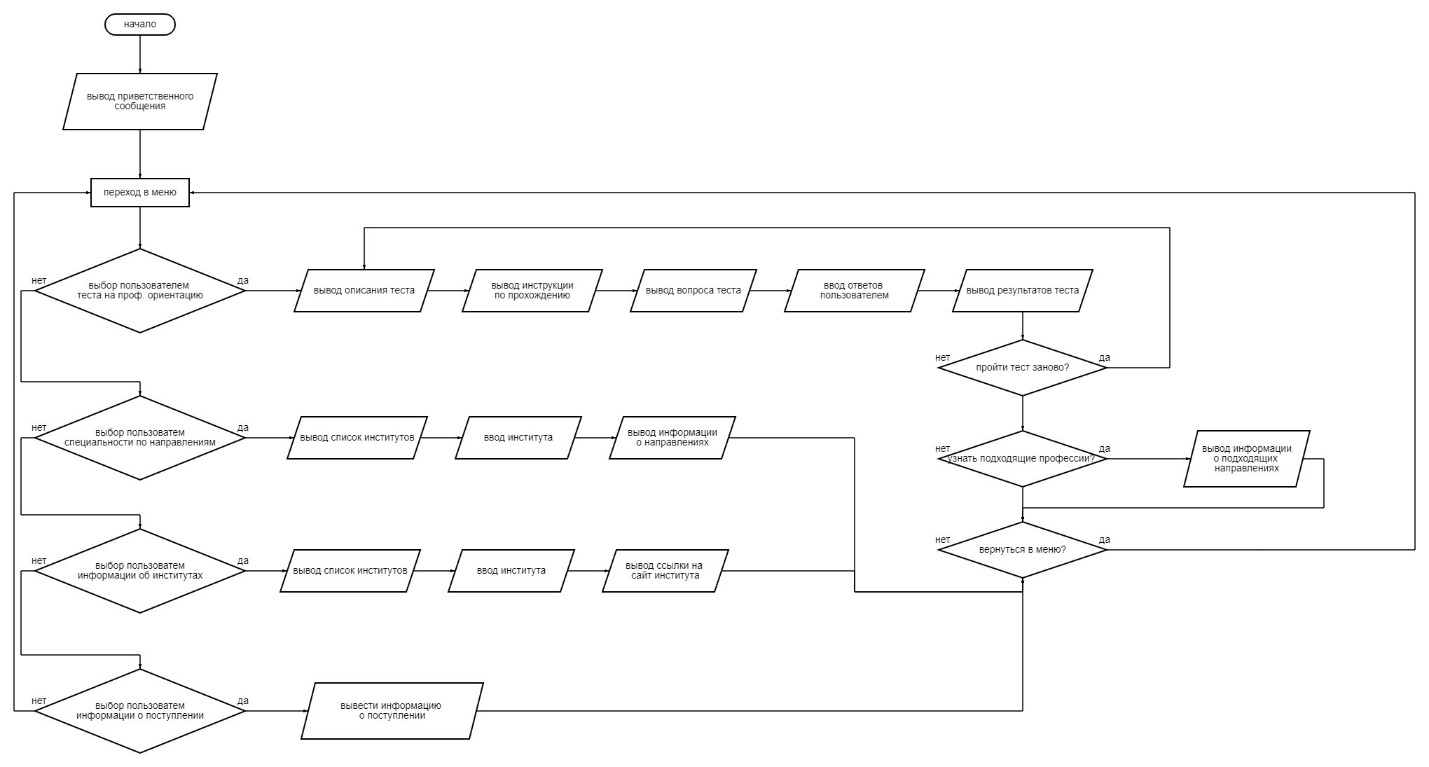 начало
вывод приветственного
сообщения
переход в меню
нет
да
выбор пользователем
теста на проф. ориентацию
вывод описания теста
вывод инструкции
по прохождению
вывод вопроса теста
ввод ответов
пользователем
вывод результатов теста
нет
да
пройти тест заново?
нет
да
выбор пользоватем
специальности по направлениям
вывод список институтов
ввод института
вывод информации
о направлениях
нет
да
узнать подходящие профессии?
вывод информации
о подходящих
направлениях
нет
да
вернуться в меню?
нет
да
выбор пользоватем
информации об институтах
вывод список институтов
ввод института
вывод ссылки на
сайт института
нет
да
выбор пользоватем
информации о поступлении
вывести информацию
о поступлении